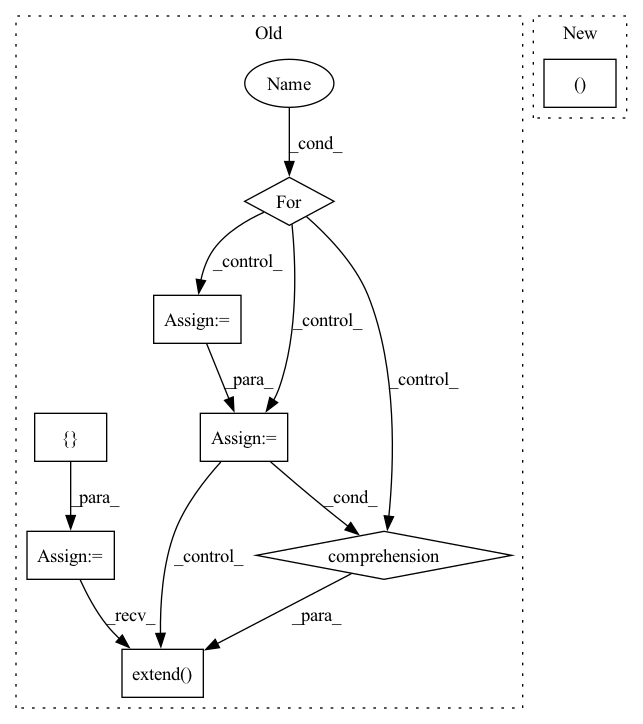 Old
New
Name
()
_cond_
For
_control_
_control_
_control_
Assign:=
_para_
{}
Assign:=
_para_
_cond_
Assign:=
comprehension
_control_
_recv_
_para_
extend()